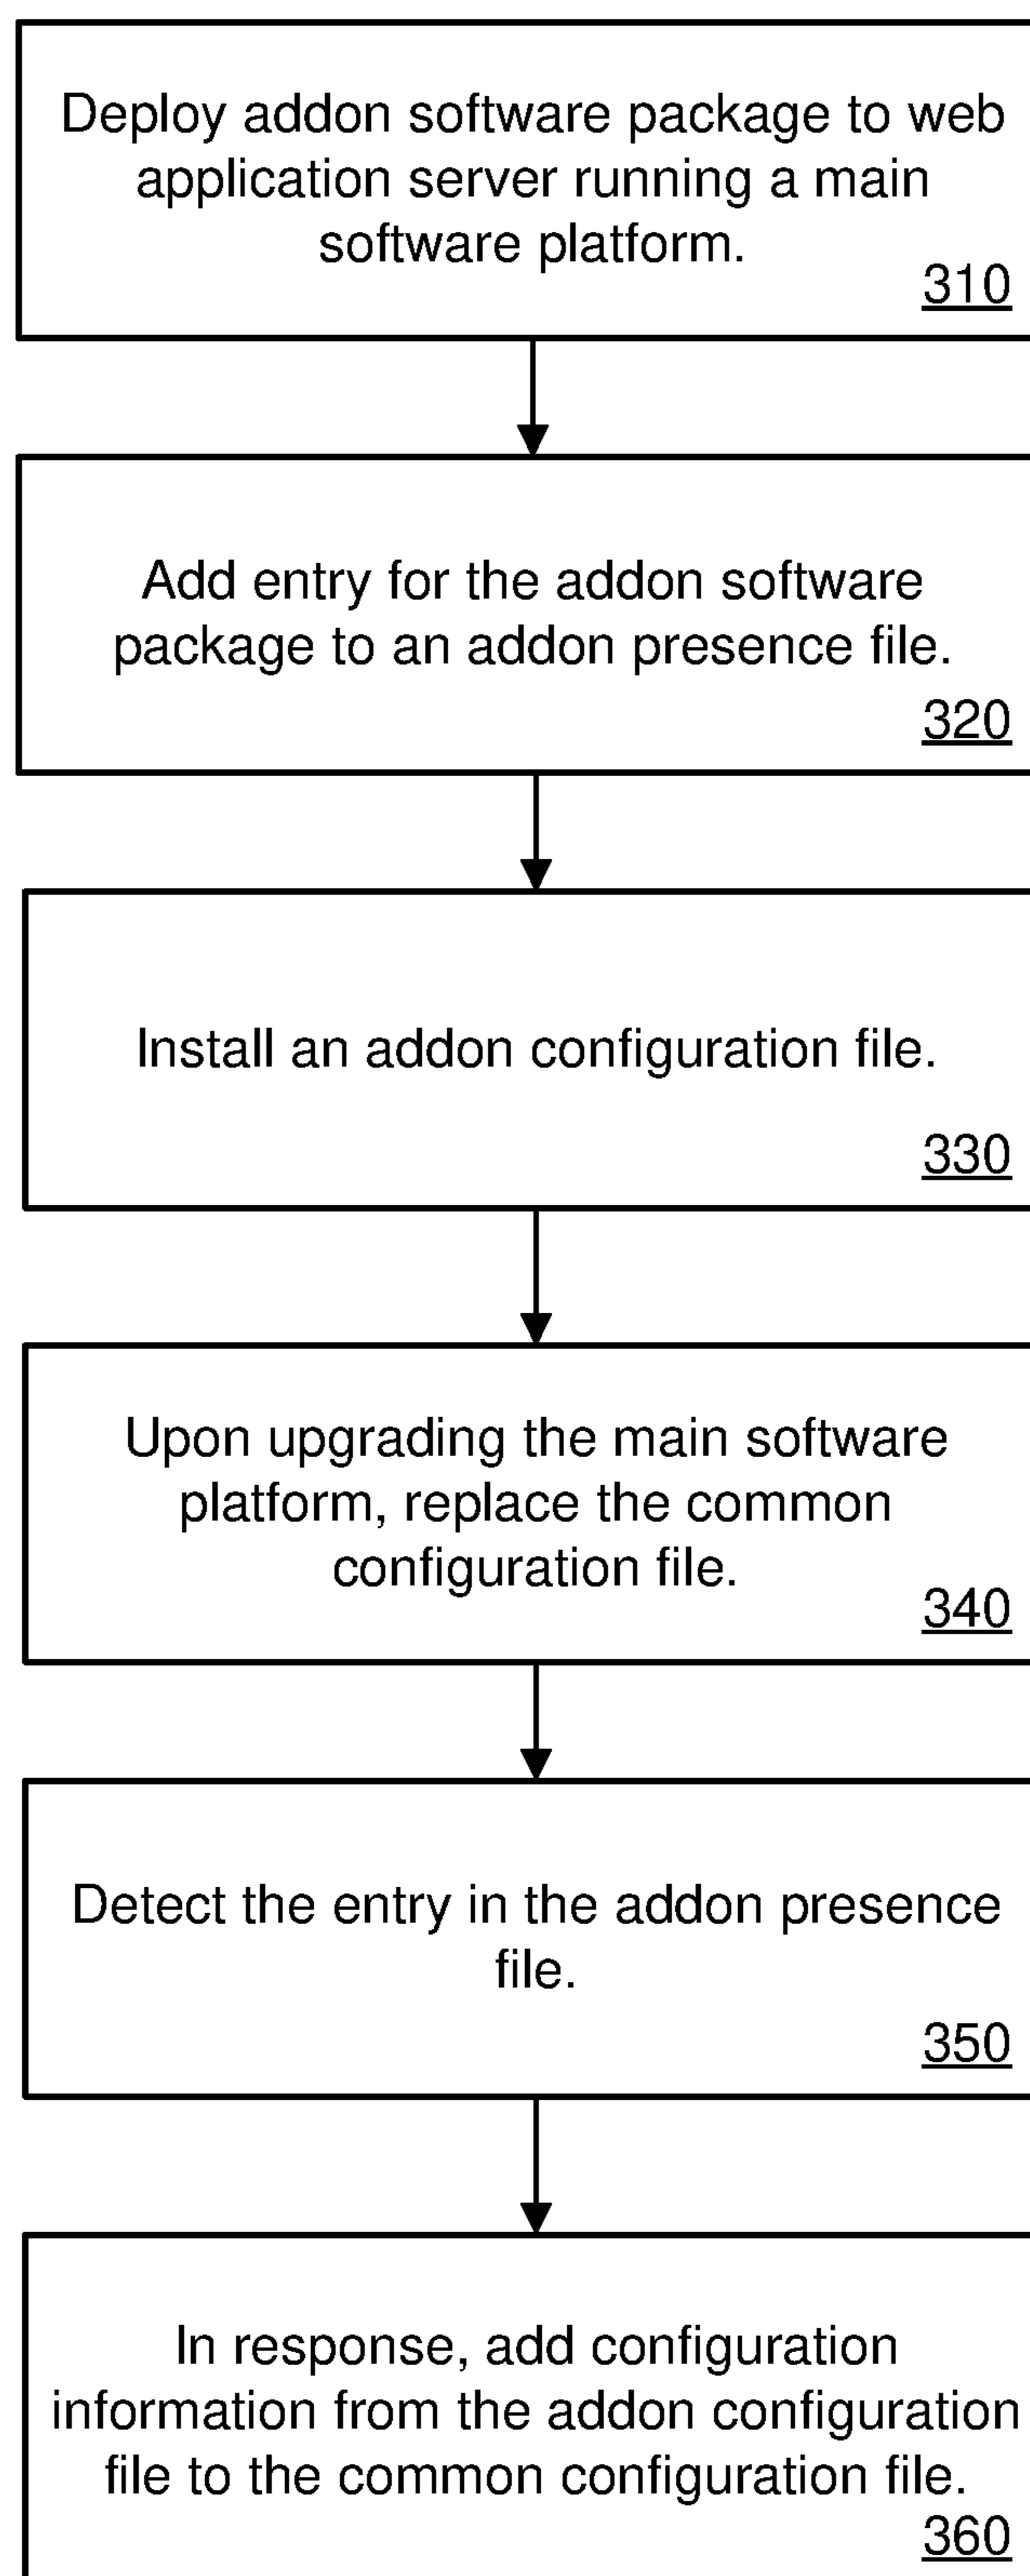 Deploy addon software package to web
application server running a main
software platform.
310
Add entry for the addon software
package to an addon presence file.
320
Install an addon configuration file.
330
Upon upgrading the main software
platform, replace the common
configuration file.
340
Detect the entry in the addon presence
file.
350
In response, add configuration
information from the addon configuration
file to the common configuration file.
360